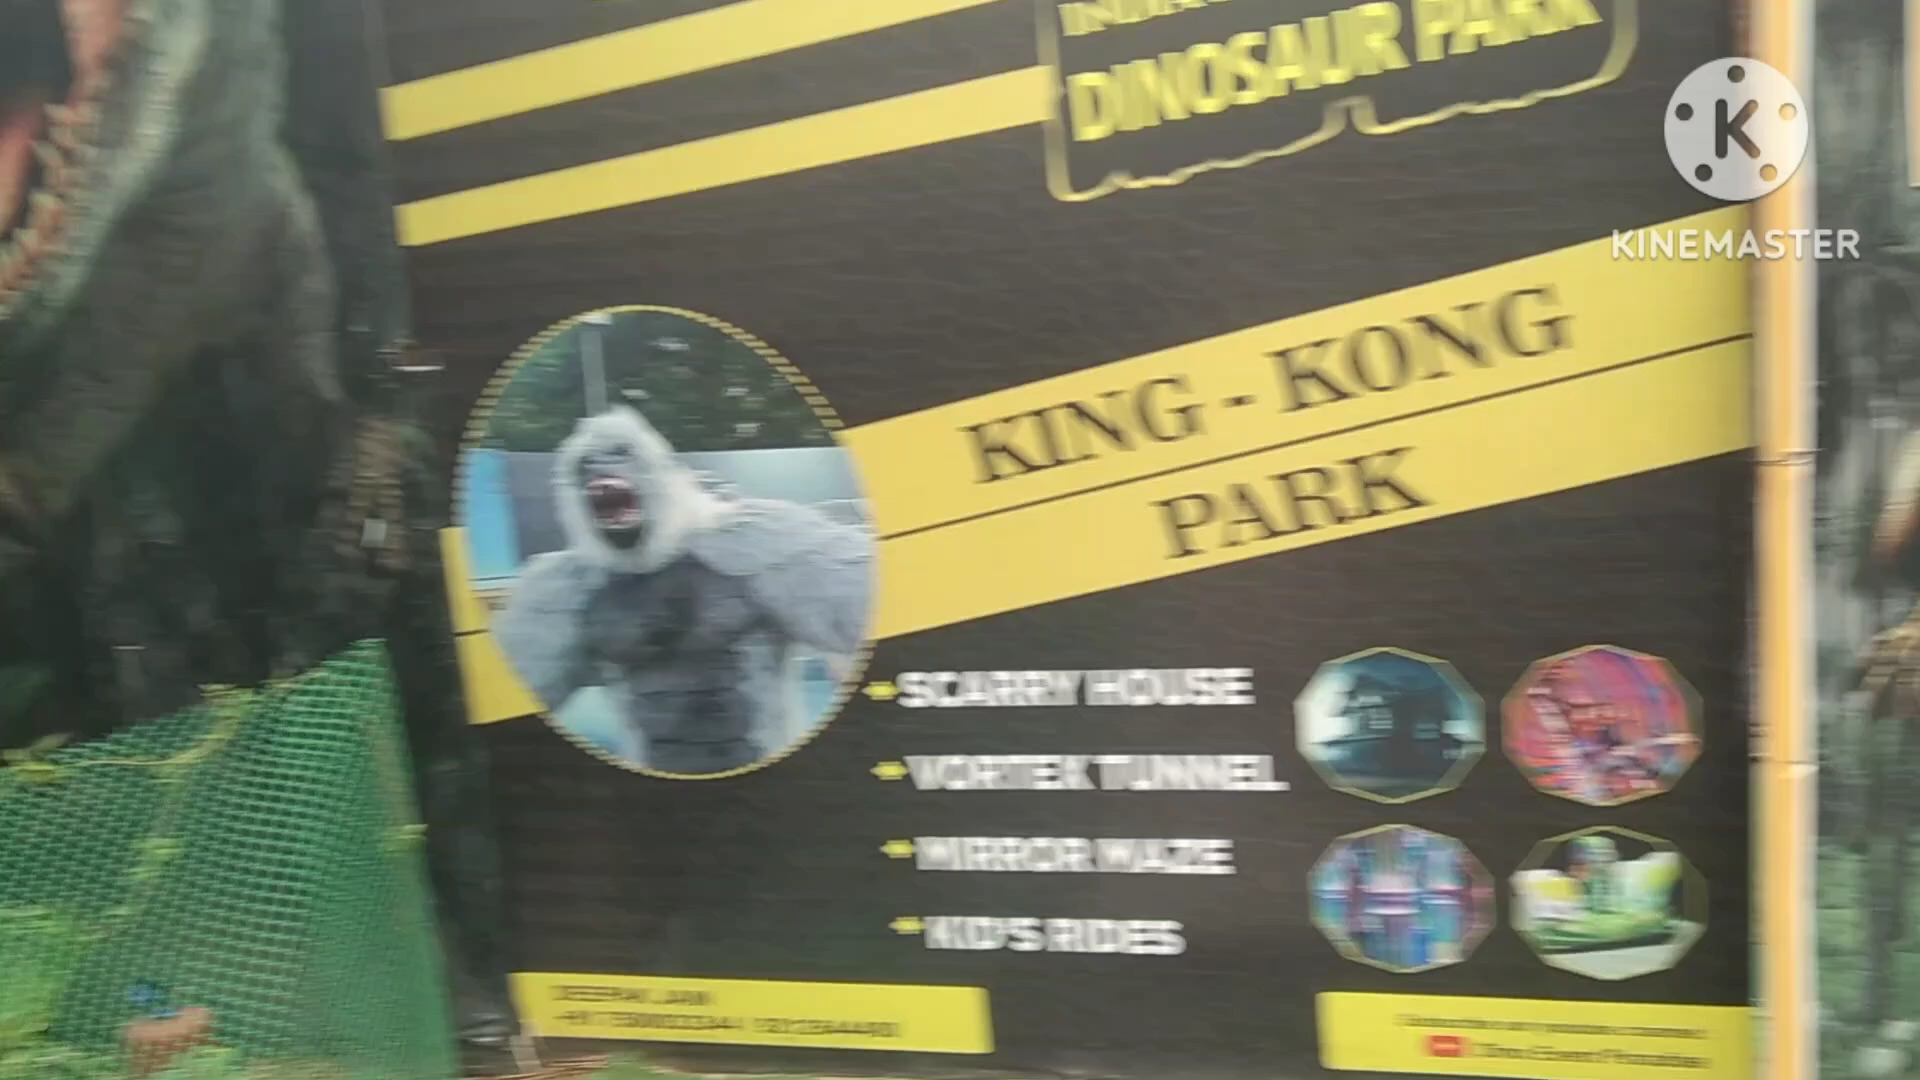 DINOSAUR PARK
K
KINEMASTER
KING - KONG
PARK
SCARRY HOUSE
VORTEX TUNNEL
MIRROR MAZE
KID'S RIDES